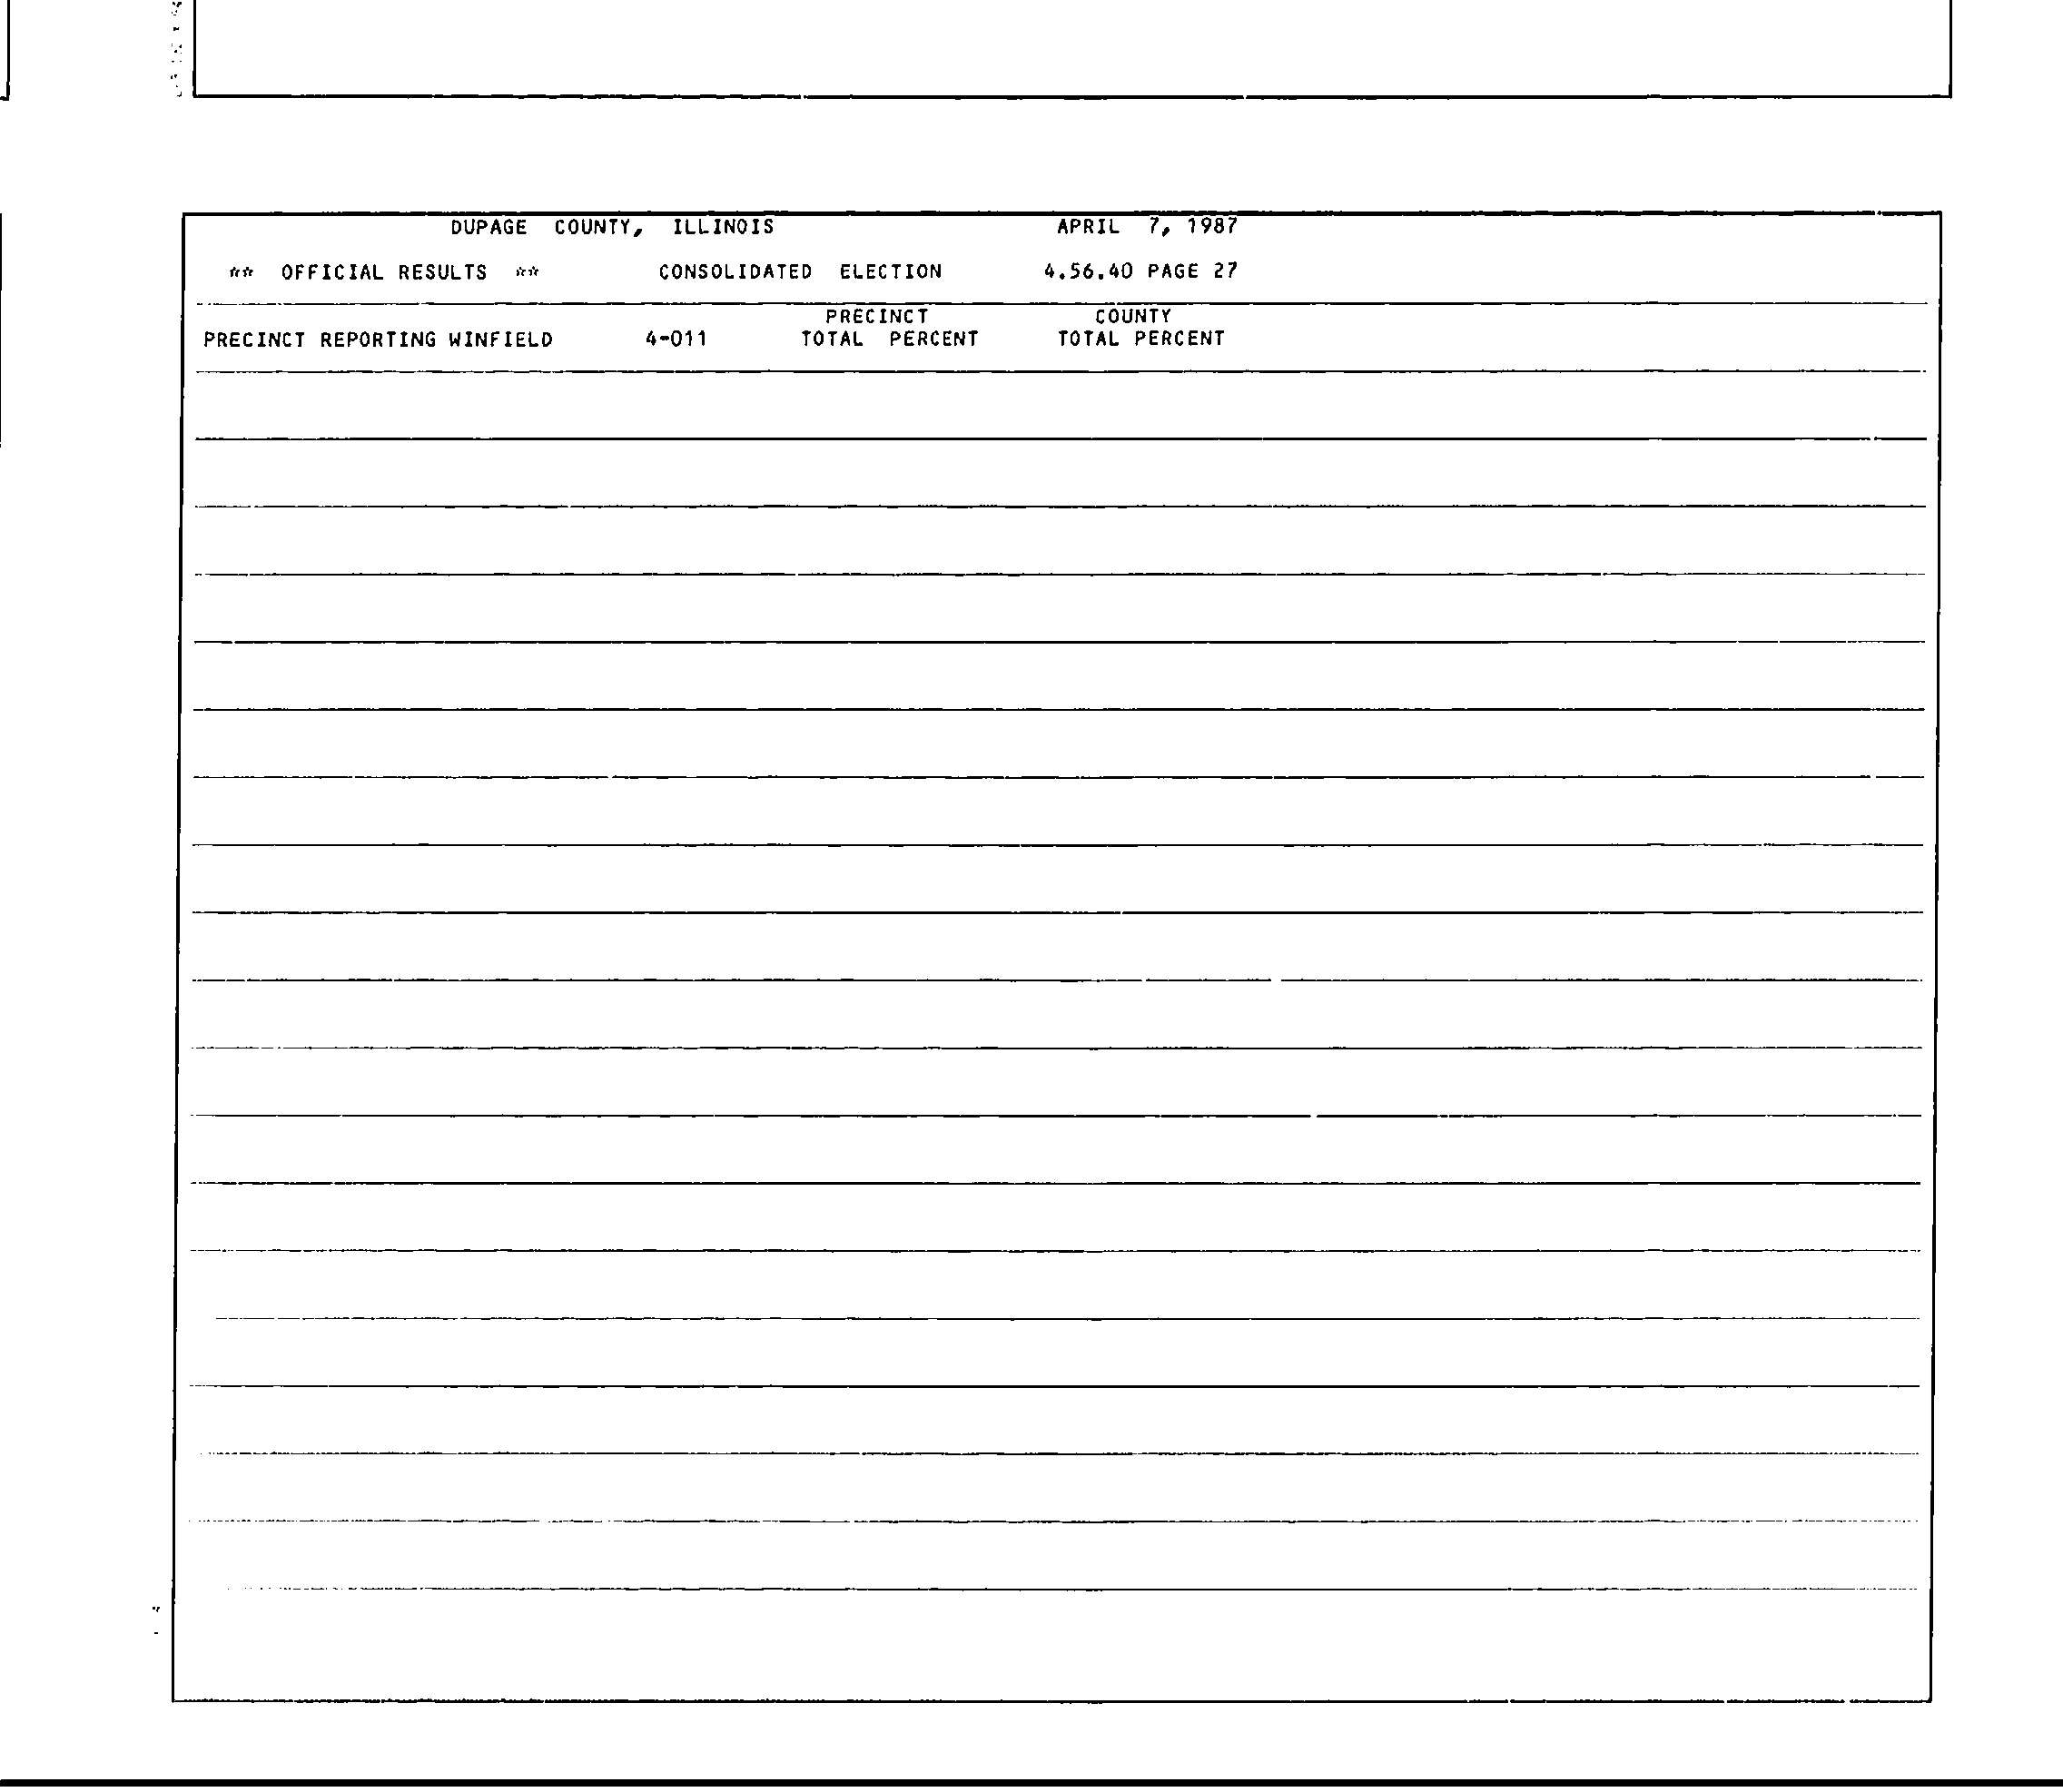 DUPAGE COUNTY, ILLINOIS APRIL 7, 1987
** OFFICIAL RESULTS ** CONSOLIDATED ELECTION 4.56.40 PAGE 27
PRECINCT COUNTY
PRECINCT REPORTING WINFIELD 4-011 TOTAL PERCENT TOTAL PERCENT